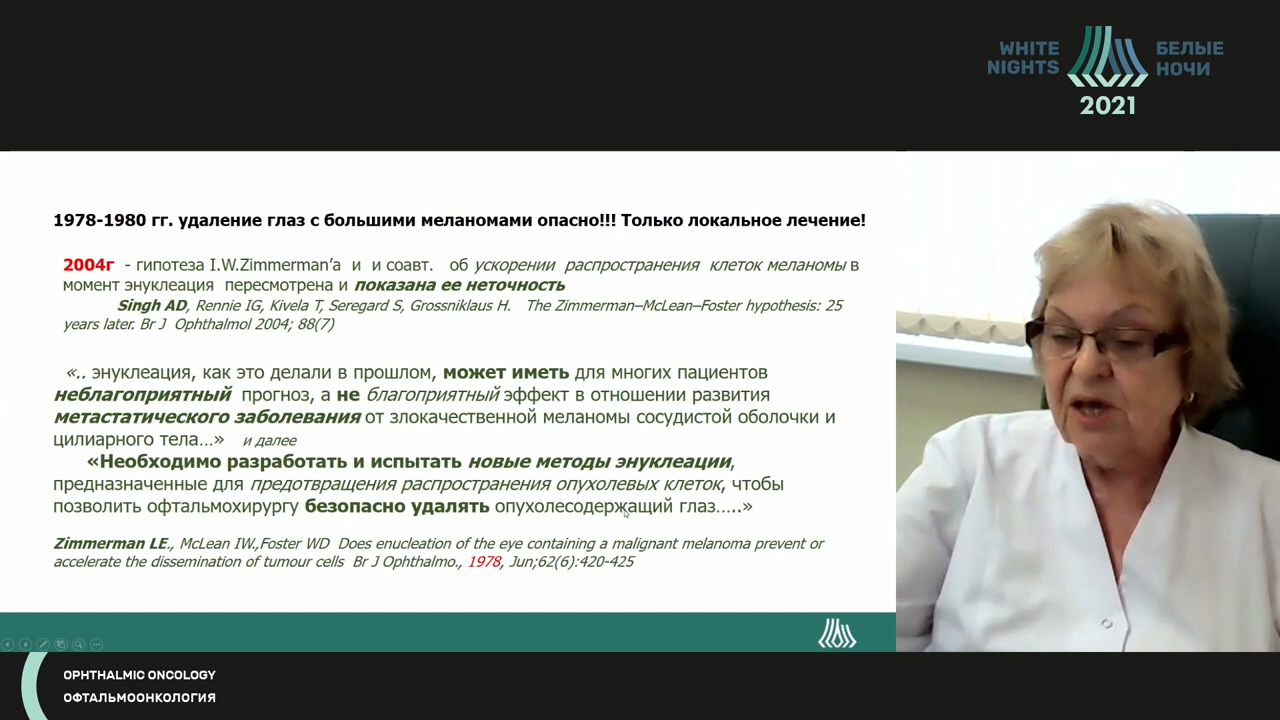 WHITE
NIGHTS
БЕЛЫЕ
НОЧИ
2021
1978-1980 гг. удаление глаз с большими меланомами опасно!!! Только локальное лечение!
2004г - гипотеза I.W.Zimmerman’a и и соавт. об ускорении распространения клеток меланомы в
момент энуклеация пересмотрена и показана ее неточность
Singh AD, Rennie IG, Kivela T, Seregard S, Grossniklaus H. The Zimmerman–McLean–Foster hypothesis: 25
years later. Br J Ophthalmol 2004; 88(7)
«.. энуклеация, как это делали в прошлом, может иметь для многих пациентов
неблагоприятный прогноз, а не благоприятный эффект в отношении развития
метастатического заболевания от злокачественной меланомы сосудистой оболочки и
цилиарного тела…» и далее
«Необходимо разработать и испытать новые методы энуклеации,
предназначенные для предотвращения распространения опухолевых клеток, чтобы
позволить офтальмохирургу безопасно удалять опухолесодержащий глаз…..»
Zimmerman LE., McLean IW.,Foster WD Does enucleation of the eye containing a malignant melanoma prevent or
accelerate the dissemination of tumour cells Br J Ophthalmo., 1978, Jun;62(6):420-425
OPHTHALMIC ONCOLOGY
ОФТАЛЬМООНКОЛОГИЯ